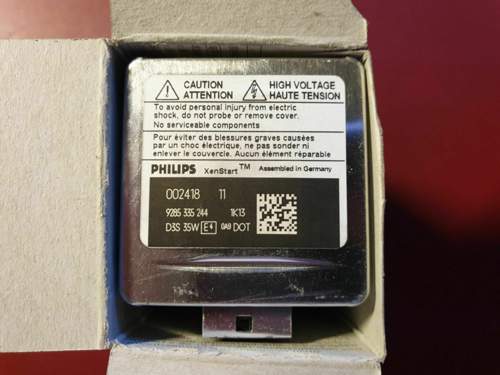 CAUTION
ATTENTION
HIGH VOLTAGE
HAUTE TENSION
To avoid personal injury from electric
shock, do not probe or remove cover.
No serviceable components
Pour éviter des blessures graves causées
par un choc électrique, ne pas sonder ni
enlever le couvercle. Aucun élément réparable
PHILIPS XenStart™ Assembled in Germany
002418 11
9285 335 244 1K13
D3S 35W E4 0A9 DOT